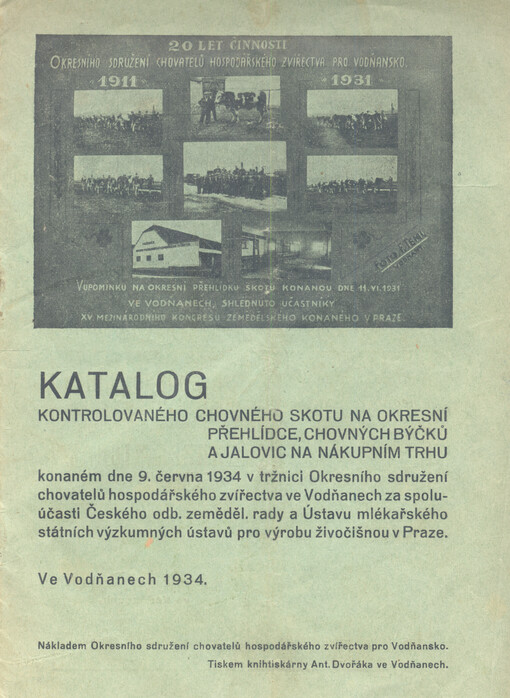 20 LET ČINNOSTI
OKRESNÍHO SDRUŽENÍ CHOVATELŮ HOSPODÁŘSKÉHO ZVÍŘECTVA PRO VODŇANSKO.
1911 1931
VZPOMÍNKU NA OKRESNÍ PŘEHLÍDKU SKOTU KONANOU DNE 11.VI.1931
VE VODŇANECH, SHLÉDNUTO ÚČASTNÍKY
XV MEZINÁRODNÍHO KONGRESU ZEMĚDĚLSKÉHO KONANÉHO V PRAZE.
KATALOG
KONTROLOVANÉHO CHOVNÉHO SKOTU NA OKRESNÍ
PŘEHLÍDCE, CHOVNÝCH BÝČKŮ
A JALOVIC NA NÁKUPNÍM TRHU
konaném dne 9. června 1934 v tržnici Okresního sdružení
chovatelů hospodářského zvířectva ve Vodňanech za spolu-
účasti Českého odb. zeměděl. rady a Ústavu mlékařského
státních výzkumných ústavů pro výrobu živočišnou v Praze.
Ve Vodňanech 1934.
Nákladem Okresního sdružení chovatelů hospodářského zvířectva pro Vodňansko.
Tiskem knihtiskárny Ant. Dvořáka ve Vodňanech.